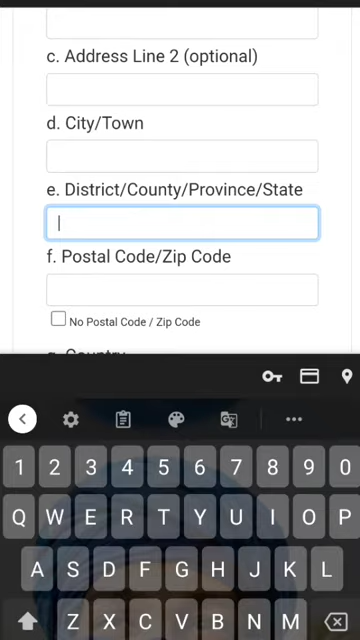 c. Address Line 2 (optional)
d. City/Town
e. District/County/Province/State
f. Postal Code/Zip Code
No Postal Code / Zip Code
g. Country
1 2 3 4 5 6 7 8 9 0
Q W E R T Y U I O P
A S D F G H J K L
Z X C V B N M